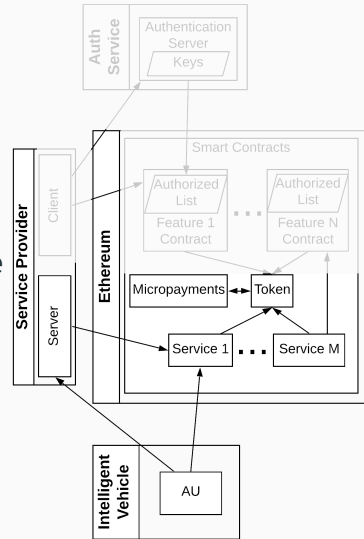 Auth
Service
Authentication
Server
Keys
Smart Contracts
Authorized
List
Feature 1
Contract
...
Authorized
List
Feature N
Contract
Service Provider
Client
Server
Ethereum
Micropayments
Token
Service 1
...
Service M
Intelligent
Vehicle
AU